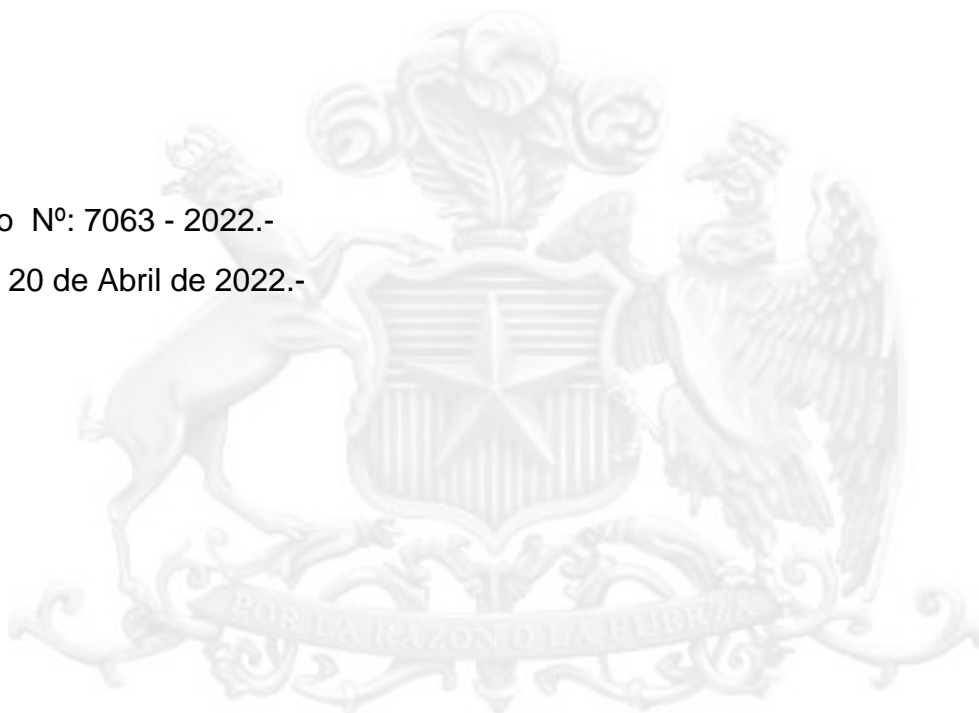 o Nº: 7063 - 2022.-
20 de Abril de 2022.-
POR LA RAZON O LA FUERZA